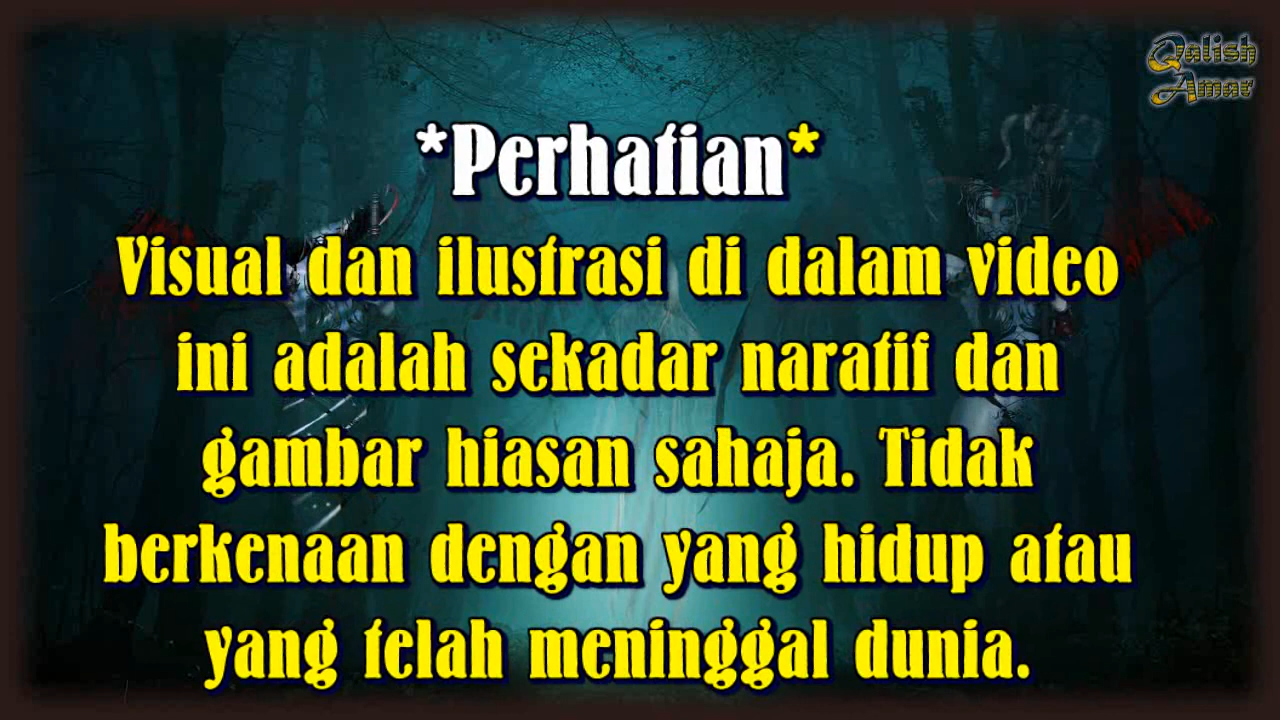 Qalish
Amar
*Perhatian*
Visual dan ilustrasi di dalam video
ini adalah sekadar naratif dan
gambar hiasan sahaja. Tidak
berkenaan dengan yang hidup atau
yang telah meninggal dunia.